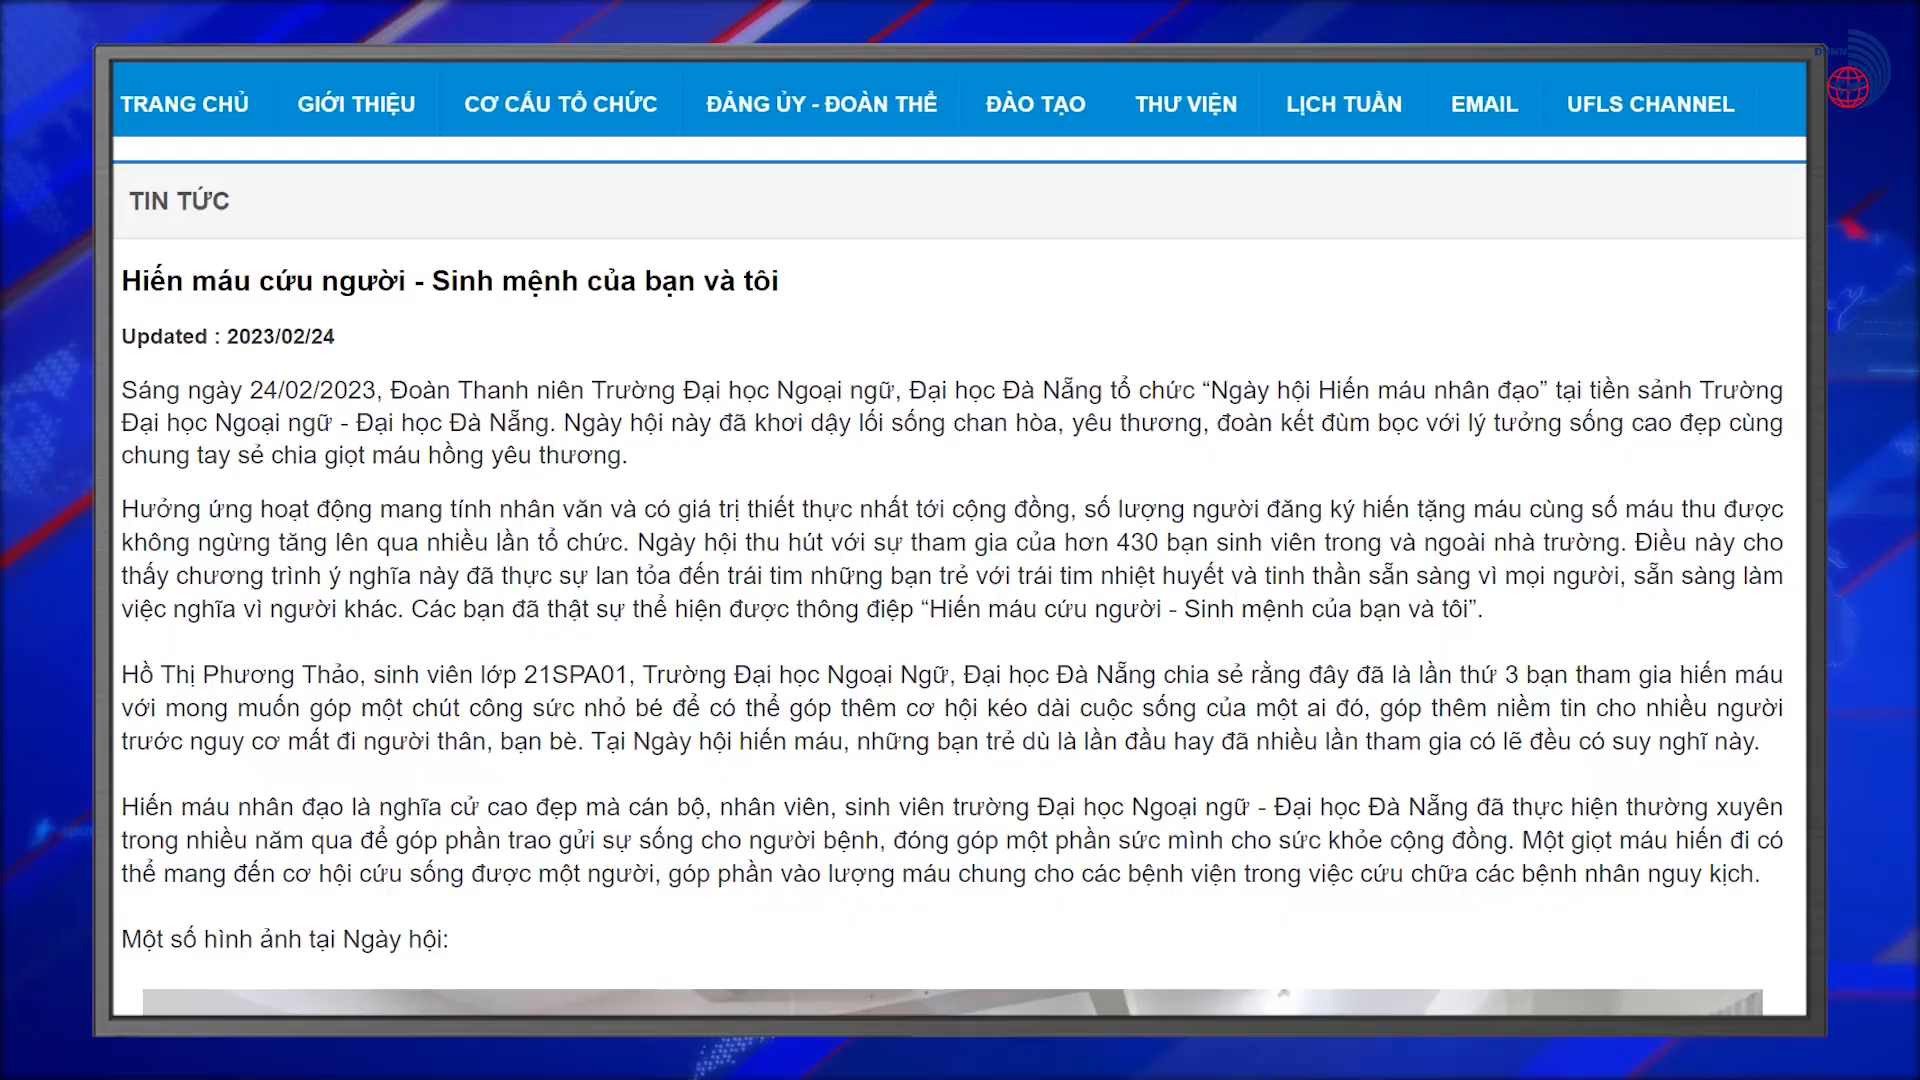 TRANG CHỦ GIỚI THIỆU CƠ CẤU TỔ CHỨC ĐẢNG ỦY - ĐOÀN THỂ ĐÀO TẠO THƯ VIỆN LỊCH TUẦN EMAIL UFLS CHANNEL
TIN TỨC
Hiến máu cứu người - Sinh mệnh của bạn và tôi
Updated : 2023/02/24
Sáng ngày 24/02/2023, Đoàn Thanh niên Trường Đại học Ngoại ngữ, Đại học Đà Nẵng tổ chức “Ngày hội Hiến máu nhân đạo” tại tiền sảnh Trường
Đại học Ngoại ngữ - Đại học Đà Nẵng. Ngày hội này đã khơi dậy lối sống chan hòa, yêu thương, đoàn kết đùm bọc với lý tưởng sống cao đẹp cùng
chung tay sẻ chia giọt máu hồng yêu thương.
Hưởng ứng hoạt động mang tính nhân văn và có giá trị thiết thực nhất tới cộng đồng, số lượng người đăng ký hiến tặng máu cùng số máu thu được
không ngừng tăng lên qua nhiều lần tổ chức. Ngày hội thu hút với sự tham gia của hơn 430 bạn sinh viên trong và ngoài nhà trường. Điều này cho
thấy chương trình ý nghĩa này đã thực sự lan tỏa đến trái tim những bạn trẻ với trái tim nhiệt huyết và tinh thần sẵn sàng vì mọi người, sẵn sàng làm
việc nghĩa vì người khác. Các bạn đã thật sự thể hiện được thông điệp “Hiến máu cứu người - Sinh mệnh của bạn và tôi”.
Hồ Thị Phương Thảo, sinh viên lớp 21SPA01, Trường Đại học Ngoại Ngữ, Đại học Đà Nẵng chia sẻ rằng đây đã là lần thứ 3 bạn tham gia hiến máu
với mong muốn góp một chút công sức nhỏ bé để có thể góp thêm cơ hội kéo dài cuộc sống của một ai đó, góp thêm niềm tin cho nhiều người
trước nguy cơ mất đi người thân, bạn bè. Tại Ngày hội hiến máu, những bạn trẻ dù là lần đầu hay đã nhiều lần tham gia có lẽ đều có suy nghĩ này.
Hiến máu nhân đạo là nghĩa cử cao đẹp mà cán bộ, nhân viên, sinh viên trường Đại học Ngoại ngữ - Đại học Đà Nẵng đã thực hiện thường xuyên
trong nhiều năm qua để góp phần trao gửi sự sống cho người bệnh, đóng góp một phần sức mình cho sức khỏe cộng đồng. Một giọt máu hiến đi có
thể mang đến cơ hội cứu sống được một người, góp phần vào lượng máu chung cho các bệnh viện trong việc cứu chữa các bệnh nhân nguy kịch.
Một số hình ảnh tại Ngày hội: